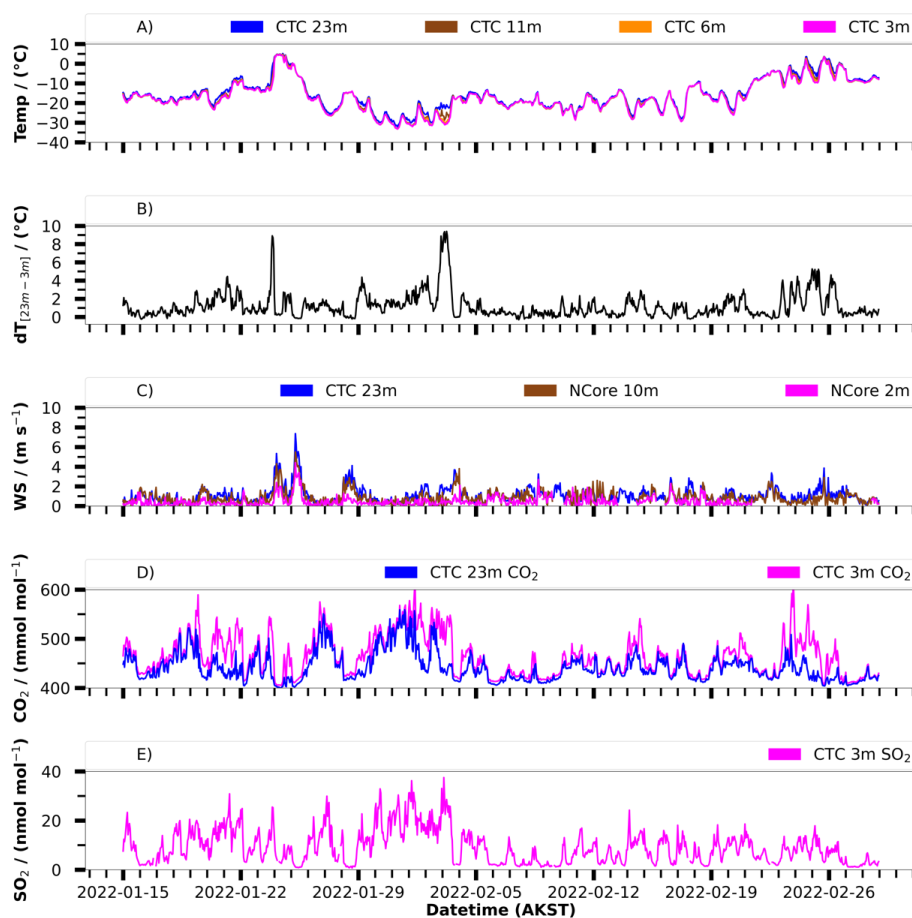 A) CTC 23m CTC 11m CTC 6m CTC 3m
Temp / (°C)
10
0
−10
−20
−30
−40
B)
dT[23m−3m] / (°C)
10
8
6
4
2
0
C) CTC 23m NCore 10m NCore 2m
WS / (m s⁻¹)
10
8
6
4
2
0
D) CTC 23m CO₂ CTC 3m CO₂
CO₂ / (mmol mol⁻¹)
600
500
400
E) CTC 3m SO₂
SO₂ / (nmol mol⁻¹)
40
20
0
2022-01-15 2022-01-22 2022-01-29 2022-02-05 2022-02-12 2022-02-19 2022-02-26
Datetime (AKST)